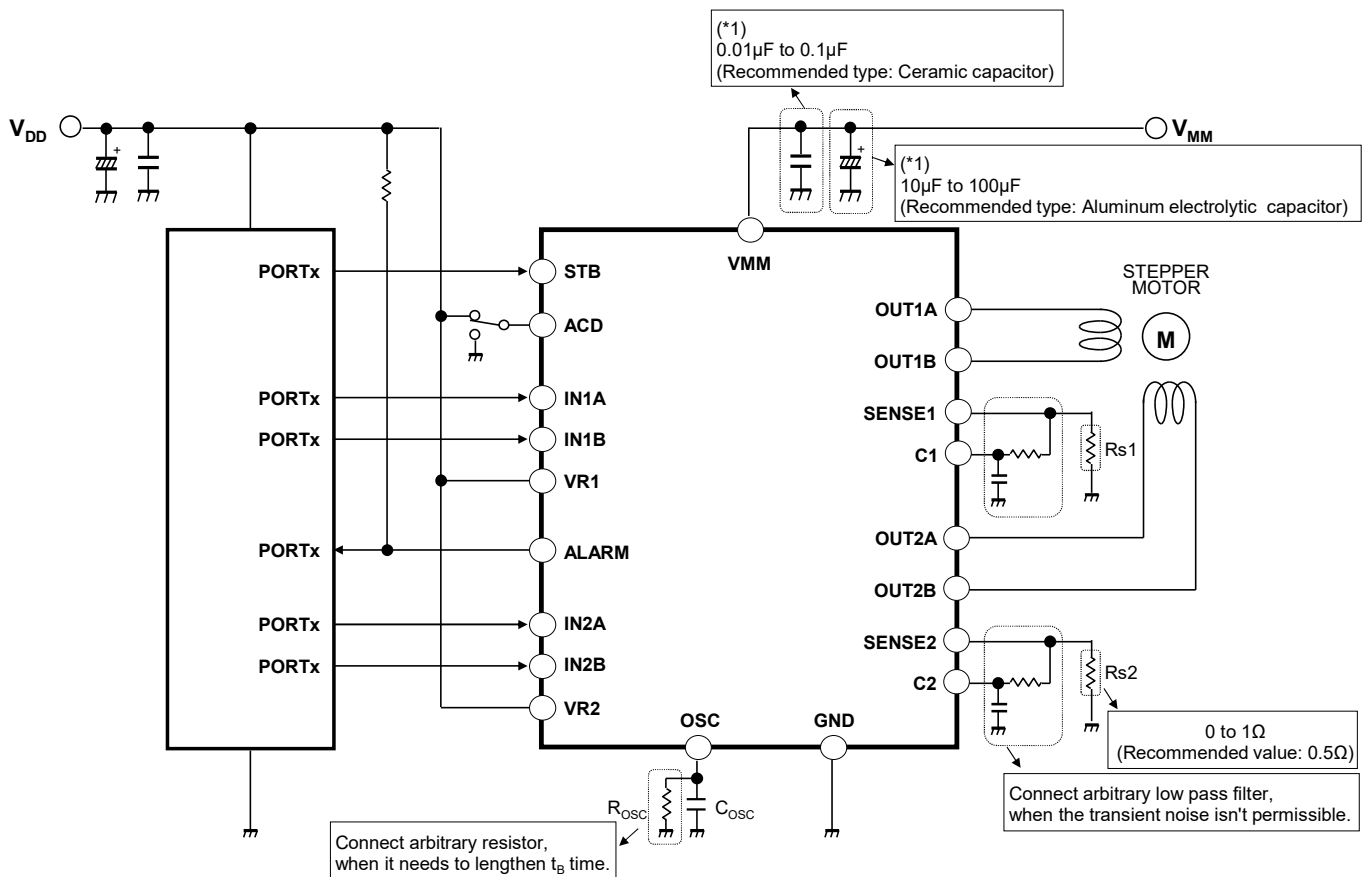 (*1)
0.01µF to 0.1µF
(Recommended type: Ceramic capacitor)
VDD
+
+
VMM
(*1)
10µF to 100µF
(Recommended type: Aluminum electrolytic capacitor)
VMM
PORTx
STB
STEPPER
MOTOR
M
OUT1A
ACD
OUT1B
PORTx
IN1A
SENSE1
PORTx
IN1B
C1
Rs1
VR1
OUT2A
PORTx
ALARM
OUT2B
PORTx
IN2A
SENSE2
PORTx
IN2B
C2
Rs2
VR2
OSC
GND
0 to 1Ω
(Recommended value: 0.5Ω)
Connect arbitrary low pass filter,
when the transient noise isn't permissible.
ROSC
COSC
Connect arbitrary resistor,
when it needs to lengthen tB time.